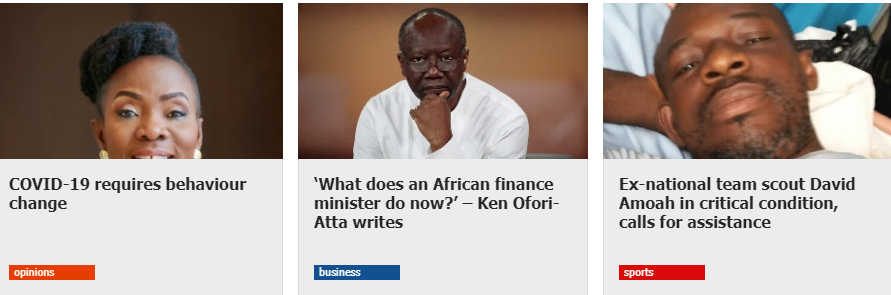 COVID-19 requires behaviour
change
opinions
‘What does an African finance
minister do now?’ – Ken Ofori-
Atta writes
business
Ex-national team scout David
Amoah in critical condition,
calls for assistance
sports